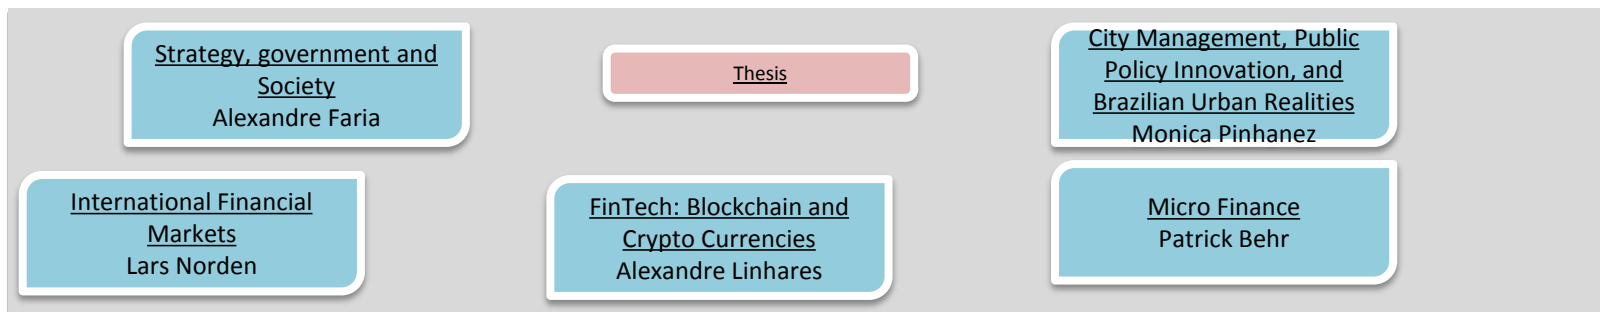 Strategy, government and
Society
Alexandre Faria
Thesis
City Management, Public
Policy Innovation, and
Brazilian Urban Realities
Monica Pinhanez
International Financial
Markets
Lars Norden
FinTech: Blockchain and
Crypto Currencies
Alexandre Linhares
Micro Finance
Patrick Behr